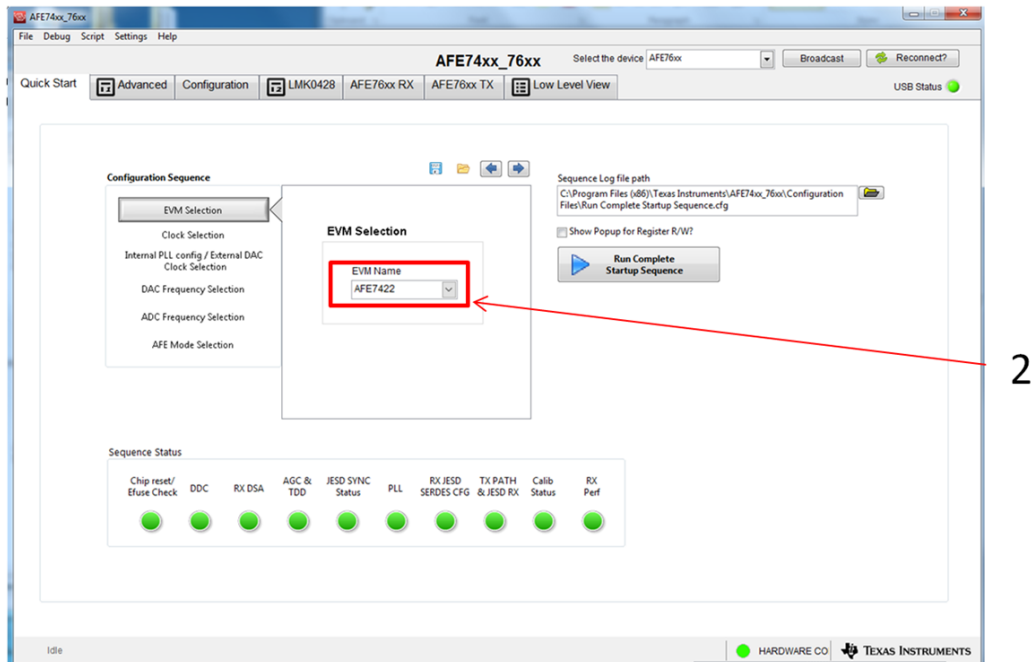 AFE74xx_76xx
File Debug Script Settings Help
AFE74xx_76xx
Select the device AFE76xx
Broadcast
Reconnect?
Quick Start Advanced Configuration LMK0428 AFE76xx RX AFE76xx TX Low Level View
USB Status
Configuration Sequence
EVM Selection
Clock Selection
Internal PLL config / External DAC
Clock Selection
DAC Frequency Selection
ADC Frequency Selection
AFE Mode Selection
EVM Selection
EVM Name
AFE7422
Sequence Log file path
C:\Program Files (x86)\Texas Instruments\AFE74xx_76xx\Configuration
Files\Run Complete Startup Sequence.cfg
Show Popup for Register R/W?
Run Complete
Startup Sequence
2
Sequence Status
Chip reset/
Efuse Check
DDC
RX DSA
AGC &
TDD
JESD SYNC
Status
PLL
RX JESD
SERDES CFG
TX PATH
& JESD RX
Calib
Status
RX
Perf
Idle
HARDWARE CO
TEXAS INSTRUMENTS